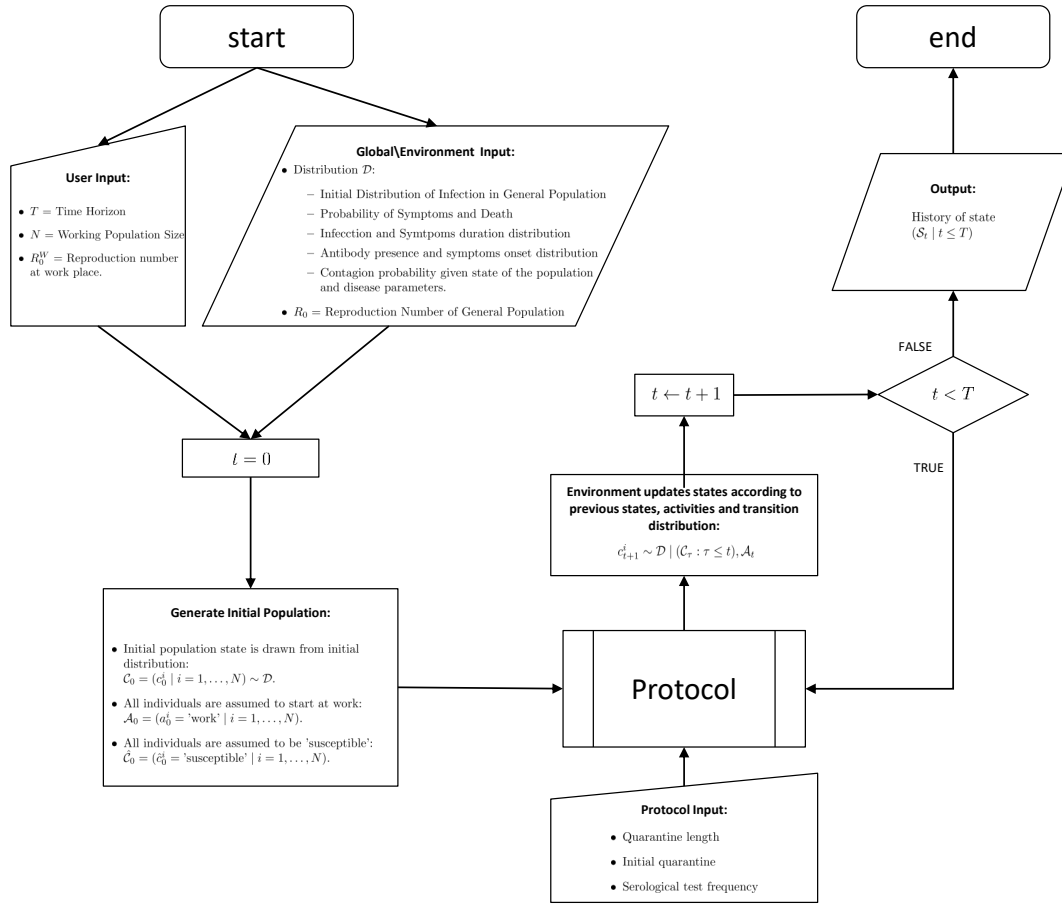 start
end
User Input:
• T = Time Horizon
• N = Working Population Size
• R_0^W = Reproduction number
at work place.
Global\Environment Input:
• Distribution 𝒟:
– Initial Distribution of Infection in General Population
– Probability of Symptoms and Death
– Infecction and Symtpoms duration distribution
– Antibody presence and symptoms onset distribution
– Contagion probability given state of the population
and disease parameters.
• R_0 = Reproduction Number of General Population
Output:
History of state
(𝒮_t | t ≤ T)
FALSE
t < T
TRUE
t ← t + 1
t = 0
Environment updates states according to
previous states, activities and transition
distribution:
c_{t+1}^i ∼ 𝒟 | (𝒞_τ : τ ≤ t), 𝒜_t
Generate Initial Population:
• Initial population state is drawn from initial
distribution:
𝒞_0 = (c_0^i | i = 1, . . . , N) ∼ 𝒟.
• All individuals are assumed to start at work:
𝒜_0 = (a_0^i = 'work' | i = 1, . . . , N).
• All individuals are assumed to be 'susceptible':
𝒞̂_0 = (ĉ_0^i = 'susceptible' | i = 1, . . . , N).
Protocol
Protocol Input:
• Quarantine length
• Initial quarantine
• Serological test frequency